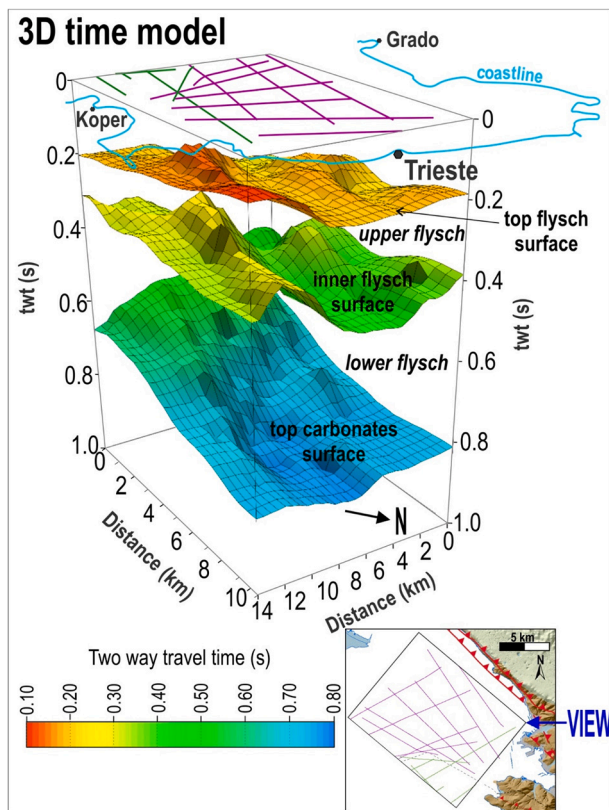 3D time model
Grado
coastline
0
Koper
0
0.2
Trieste
0.2
top flysch
surface
upper flysch
0.4
inner flysch
surface
0.4
twt (s)
twt (s)
0.6
lower flysch
0.6
0.8
top carbonates
surface
0.8
1.0
N
1.0
0
2
4
6
8
10
Distance (km)
14
12
10
8
6
4
2
0
Distance (km)
Two way travel time (s)
0.10
0.20
0.30
0.40
0.50
0.60
0.70
0.80
5 km
N
VIEW